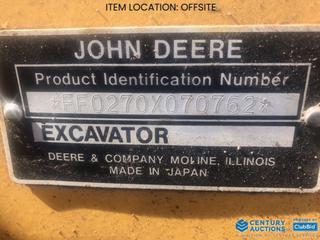 ITEM LOCATION: OFFSITE
JOHN DEERE
Product Identification Number
*FF0270X070762*
EXCAVATOR
DEERE & COMPANY MOLINE, ILLINOIS
MADE IN JAPAN
CENTURY
AUCTIONS
ClubBid